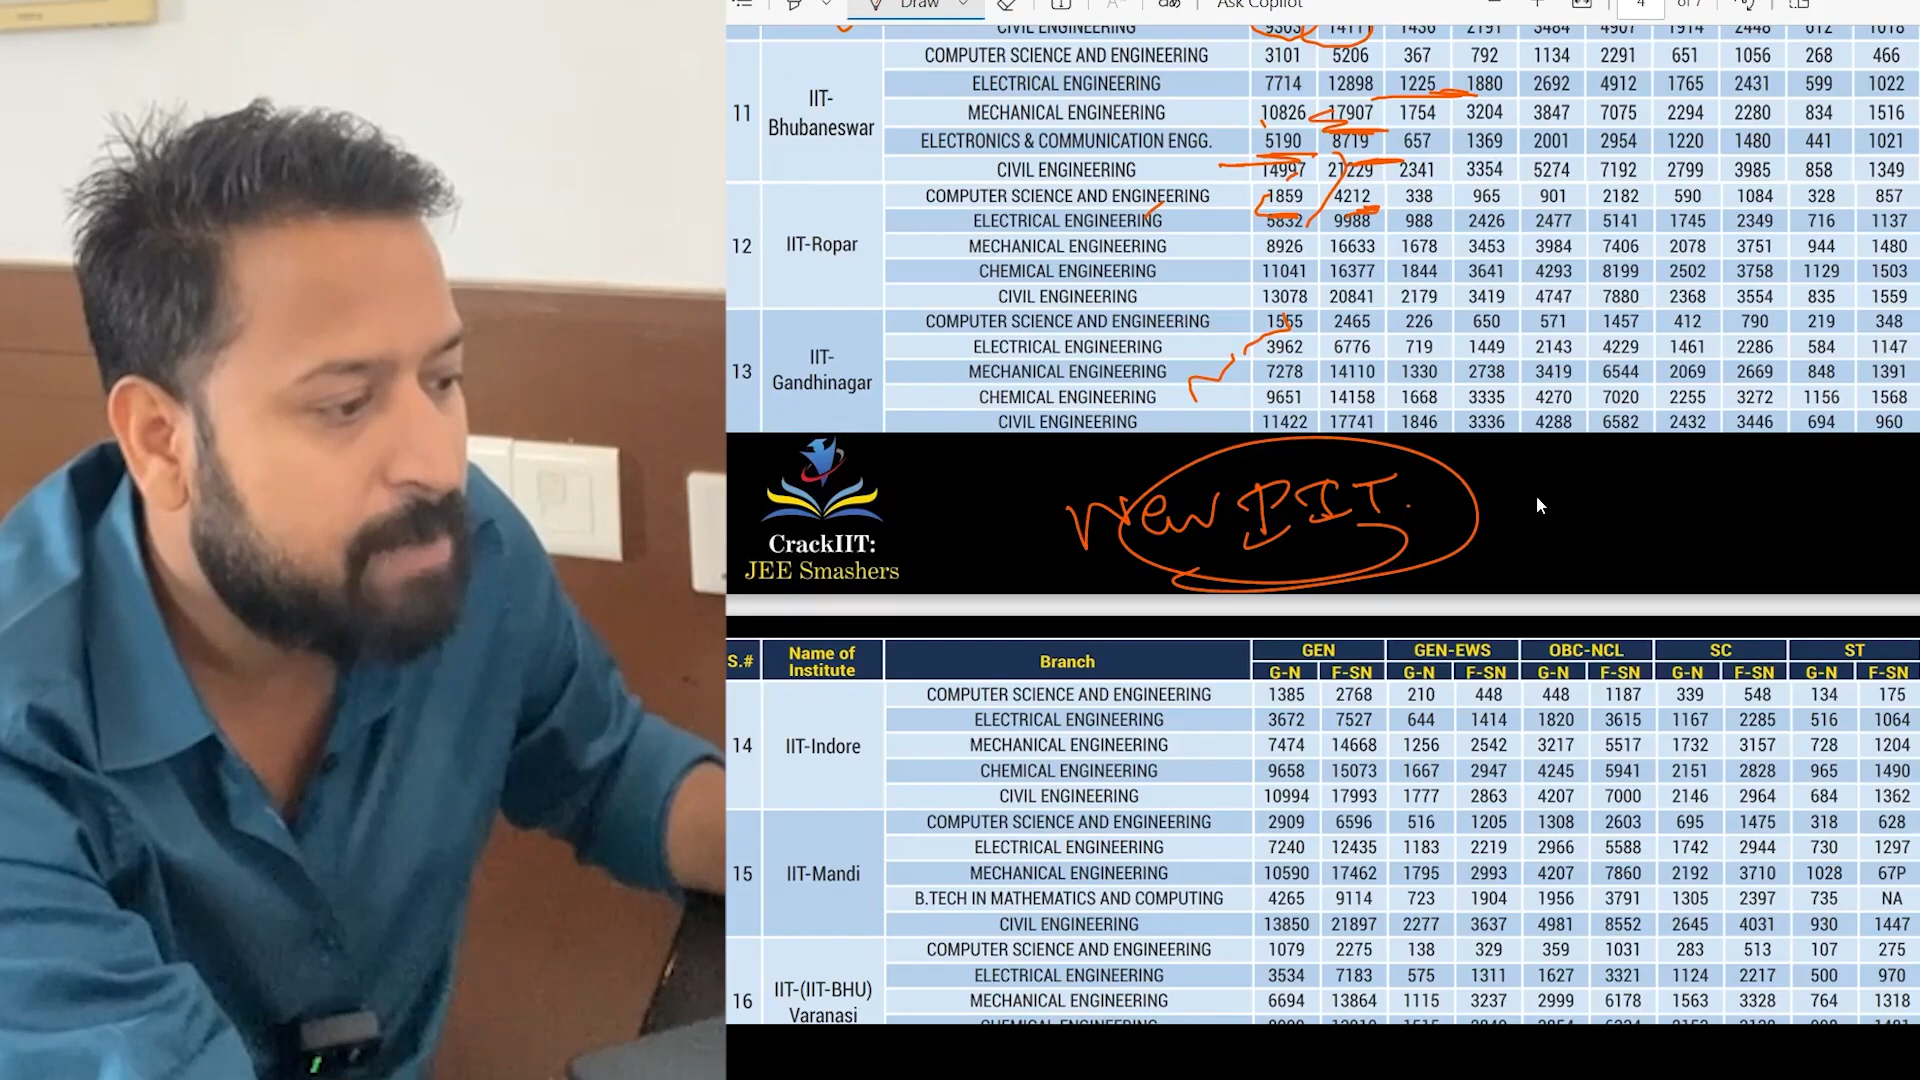 Draw
Ask Copilot
4 of 7
CIVIL ENGINEERING 9303 14111 1436 2191 3484 4907 1914 2448 612 1018
11 IIT-Bhubaneswar
COMPUTER SCIENCE AND ENGINEERING 3101 5206 367 792 1134 2291 651 1056 268 466
ELECTRICAL ENGINEERING 7714 12898 1225 1880 2692 4912 1765 2431 599 1022
MECHANICAL ENGINEERING 10826 17907 1754 3204 3847 7075 2294 2280 834 1516
ELECTRONICS & COMMUNICATION ENGG. 5190 8719 657 1369 2001 2954 1220 1480 441 1021
CIVIL ENGINEERING 14997 21229 2341 3354 5274 7192 2799 3985 858 1349
12 IIT-Ropar
COMPUTER SCIENCE AND ENGINEERING 1859 4212 338 965 901 2182 590 1084 328 857
ELECTRICAL ENGINEERING 5832 9988 988 2426 2477 5141 1745 2349 716 1137
MECHANICAL ENGINEERING 8926 16633 1678 3453 3984 7406 2078 3751 944 1480
CHEMICAL ENGINEERING 11041 16377 1844 3641 4293 8199 2502 3758 1129 1503
CIVIL ENGINEERING 13078 20841 2179 3419 4747 7880 2368 3554 835 1559
13 IIT-Gandhinagar
COMPUTER SCIENCE AND ENGINEERING 1555 2465 226 650 571 1457 412 790 219 348
ELECTRICAL ENGINEERING 3962 6776 719 1449 2143 4229 1461 2286 584 1147
MECHANICAL ENGINEERING 7278 14110 1330 2738 3419 6544 2069 2669 848 1391
CHEMICAL ENGINEERING 9651 14158 1668 3335 4270 7020 2255 3272 1156 1568
CIVIL ENGINEERING 11422 17741 1846 3336 4288 6582 2432 3446 694 960
New IIT.
CrackIIT:
JEE Smashers
S.# Name of Institute Branch GEN GEN-EWS OBC-NCL SC ST
G-N F-SN G-N F-SN G-N F-SN G-N F-SN G-N F-SN
14 IIT-Indore
COMPUTER SCIENCE AND ENGINEERING 1385 2768 210 448 448 1187 339 548 134 175
ELECTRICAL ENGINEERING 3672 7527 644 1414 1820 3615 1167 2285 516 1064
MECHANICAL ENGINEERING 7474 14668 1256 2542 3217 5517 1732 3157 728 1204
CHEMICAL ENGINEERING 9658 15073 1667 2947 4245 5941 2151 2828 965 1490
CIVIL ENGINEERING 10994 17993 1777 2863 4207 7000 2146 2964 684 1362
15 IIT-Mandi
COMPUTER SCIENCE AND ENGINEERING 2909 6596 516 1205 1308 2603 695 1475 318 628
ELECTRICAL ENGINEERING 7240 12435 1183 2219 2966 5588 1742 2944 730 1297
MECHANICAL ENGINEERING 10590 17462 1795 2993 4207 7860 2192 3710 1028 67P
B.TECH IN MATHEMATICS AND COMPUTING 4265 9114 723 1904 1956 3791 1305 2397 735 NA
CIVIL ENGINEERING 13850 21897 2277 3637 4981 8552 2645 4031 930 1447
16 IIT-(IIT-BHU) Varanasi
COMPUTER SCIENCE AND ENGINEERING 1079 2275 138 329 359 1031 283 513 107 275
ELECTRICAL ENGINEERING 3534 7183 575 1311 1627 3321 1124 2217 500 970
MECHANICAL ENGINEERING 6694 13864 1115 3237 2999 6178 1563 3328 764 1318
CHEMICAL ENGINEERING